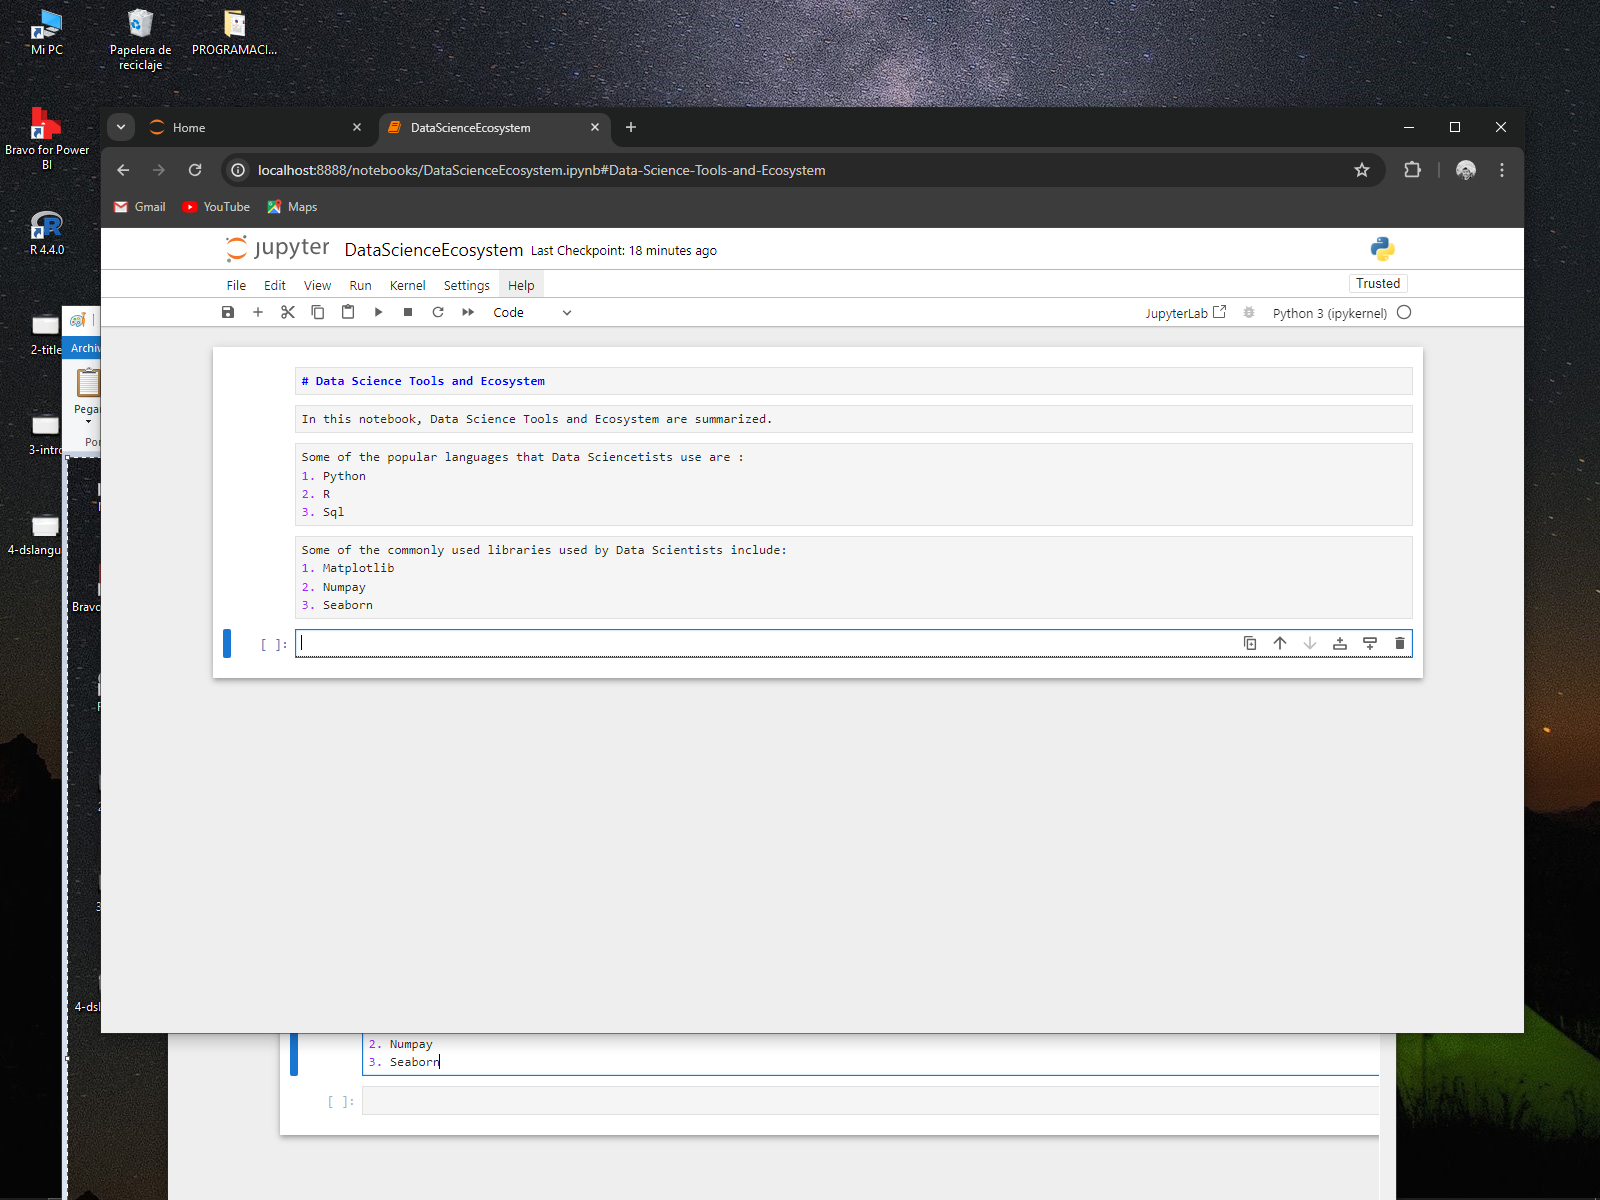 Mi PC
Papelera de
reciclaje
PROGRAMACI...
Bravo for Power
BI
R 4.4.0
2-title
3-intro
4-dslangu
Archiv
Pega
Por
Bravo
2
3
4-dsl
Home
DataScienceEcosystem
localhost:8888/notebooks/DataScienceEcosystem.ipynb#Data-Science-Tools-and-Ecosystem
Gmail
YouTube
Maps
jupyter
DataScienceEcosystem
Last Checkpoint: 18 minutes ago
File
Edit
View
Run
Kernel
Settings
Help
Trusted
Code
JupyterLab
Python 3 (ipykernel)
# Data Science Tools and Ecosystem
In this notebook, Data Science Tools and Ecosystem are summarized.
Some of the popular languages that Data Sciencetists use are :
1. Python
2. R
3. Sql
Some of the commonly used libraries used by Data Scientists include:
1. Matplotlib
2. Numpay
3. Seaborn
[ ]:
2. Numpay
3. Seaborn
[ ]: